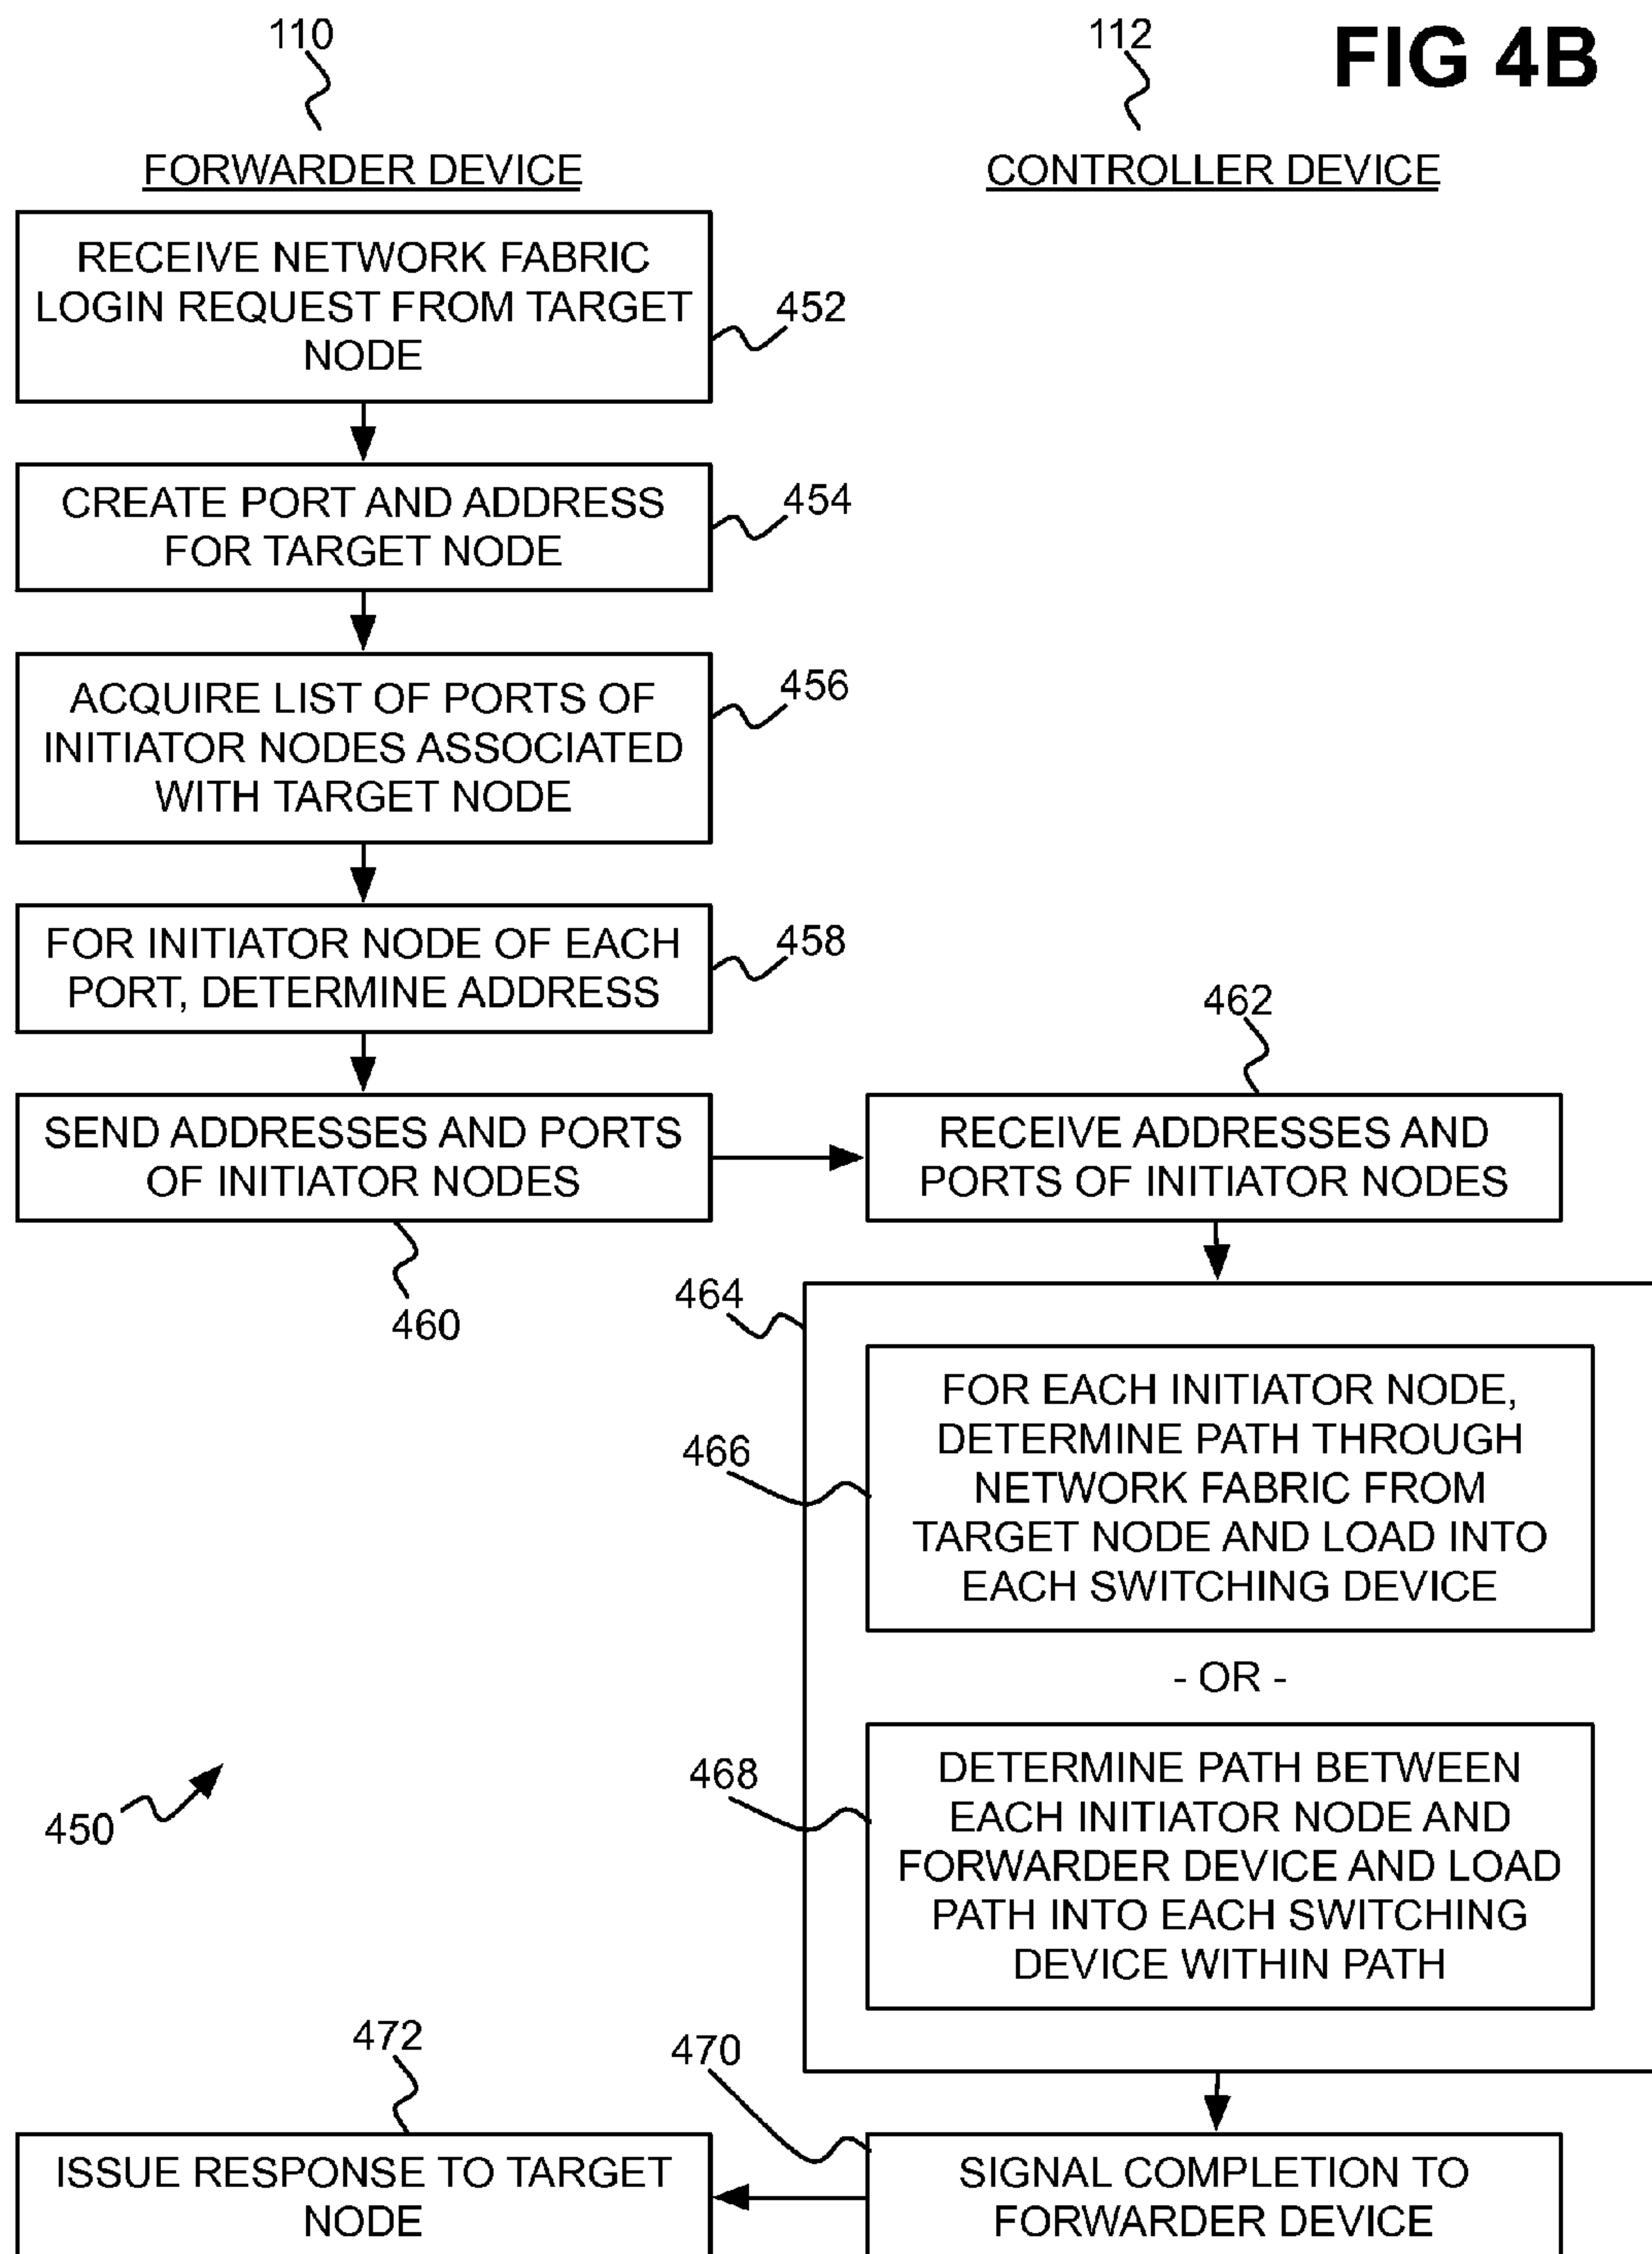 110
112
FIG 4B
FORWARDER DEVICE
CONTROLLER DEVICE
RECEIVE NETWORK FABRIC
LOGIN REQUEST FROM TARGET
NODE
452
CREATE PORT AND ADDRESS
FOR TARGET NODE
454
ACQUIRE LIST OF PORTS OF
INITIATOR NODES ASSOCIATED
WITH TARGET NODE
456
FOR INITIATOR NODE OF EACH
PORT, DETERMINE ADDRESS
458
SEND ADDRESSES AND PORTS
OF INITIATOR NODES
460
462
RECEIVE ADDRESSES AND
PORTS OF INITIATOR NODES
464
466
FOR EACH INITIATOR NODE,
DETERMINE PATH THROUGH
NETWORK FABRIC FROM
TARGET NODE AND LOAD INTO
EACH SWITCHING DEVICE
- OR -
468
DETERMINE PATH BETWEEN
EACH INITIATOR NODE AND
FORWARDER DEVICE AND LOAD
PATH INTO EACH SWITCHING
DEVICE WITHIN PATH
450
470
SIGNAL COMPLETION TO
FORWARDER DEVICE
472
ISSUE RESPONSE TO TARGET
NODE